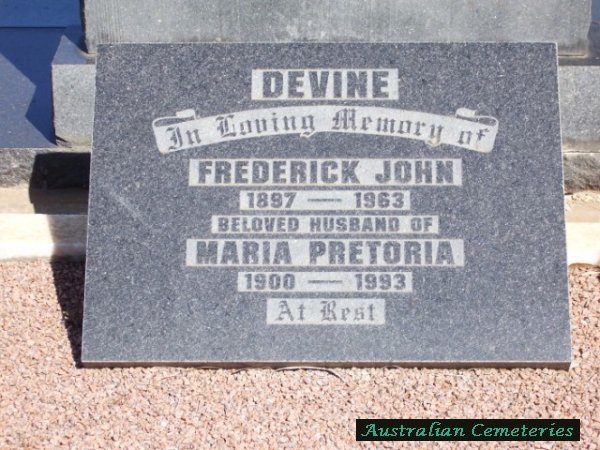 DEVINE
In Loving Memory of
FREDERICK JOHN
1897 — 1963
BELOVED HUSBAND OF
MARIA PRETORIA
1900 — 1993
At Rest
Australian Cemeteries